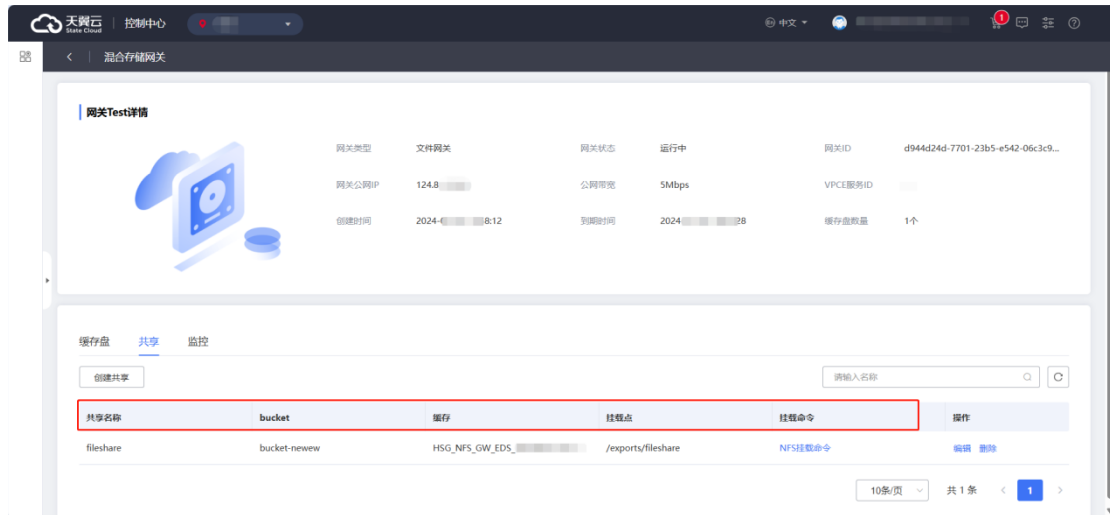 天翼云 State Cloud 控制中心 中文 1
混合存储网关
网关Test详情
网关类型 文件网关 网关状态 运行中 网关ID d944d24d-7701-23b5-e542-06c3c9...
网关公网IP 124.8 公网带宽 5Mbps VPCE服务ID
创建时间 2024- 8:12 到期时间 2024 28 缓存盘数量 1个
缓存盘 共享 监控
创建共享 请输入名称
共享名称 bucket 缓存 挂载点 挂载命令 操作
fileshare bucket-newew HSG_NFS_GW_EDS_ /exports/fileshare NFS挂载命令 编辑 删除
10条/页 共 1 条 1